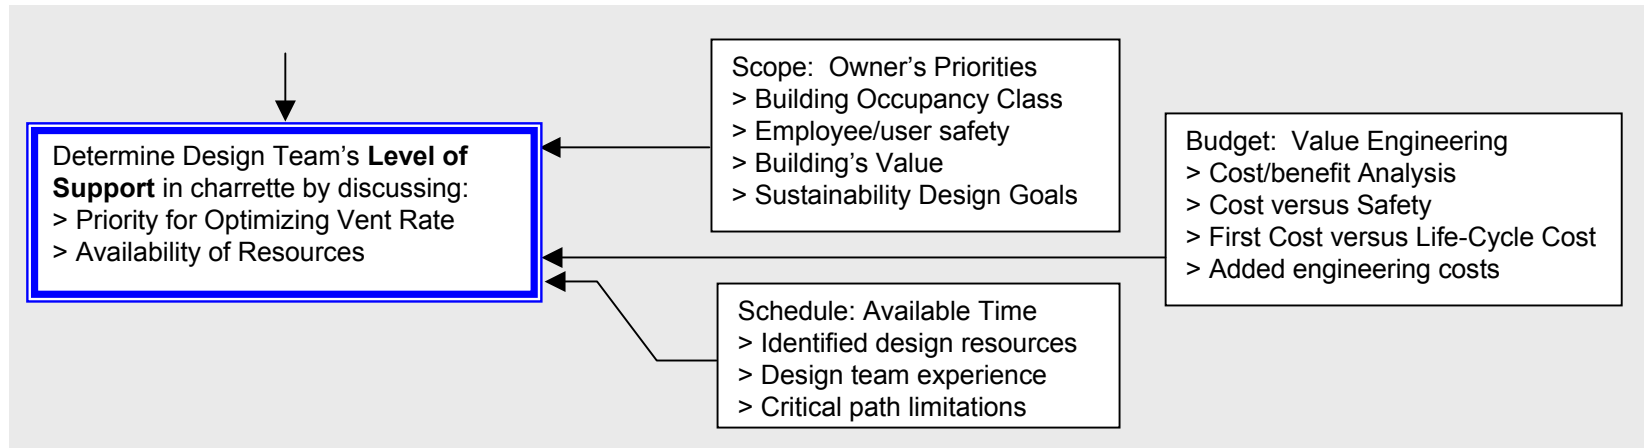 Determine Design Team’s Level of
Support in charrette by discussing:
> Priority for Optimizing Vent Rate
> Availability of Resources
Scope:  Owner’s Priorities
> Building Occupancy Class
> Employee/user safety
> Building’s Value
> Sustainability Design Goals
Budget:  Value Engineering
> Cost/benefit Analysis
> Cost versus Safety
> First Cost versus Life-Cycle Cost
> Added engineering costs
Schedule: Available Time
> Identified design resources
> Design team experience
> Critical path limitations